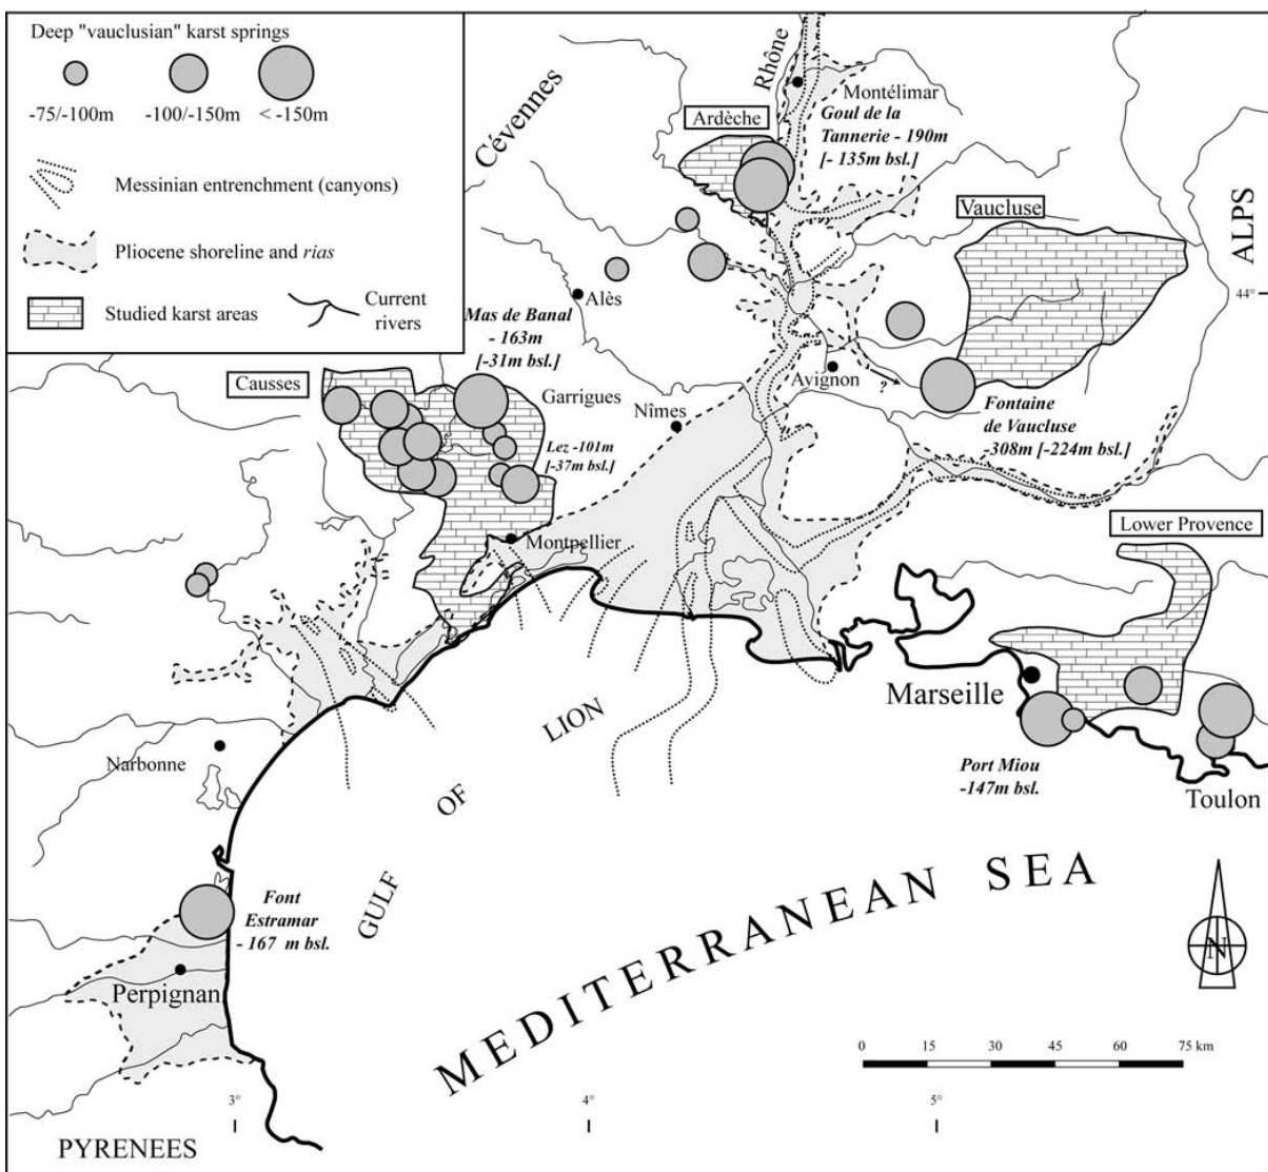 Deep "vauclusian" karst springs
-75/-100m
-100/-150m
< -150m
Messinian entrenchment (canyons)
Pliocene shoreline and rias
Studied karst areas
Current
rivers
Cévennes
Rhône
Montélimar
Ardèche
Goul de la
Tannerie - 190m
[- 135m bsl.]
Vaucluse
ALPS
44°
Alès
Mas de Banal
- 163m
[-31m bsl.]
Causses
Garrigues
Nîmes
Avignon
?
Fontaine
de Vaucluse
-308m [-224m bsl.]
Lez -101m
[-37m bsl.]
Montpellier
Lower Provence
Marseille
Port Miou
-147m bsl.
Toulon
Narbonne
GULF
OF
LION
Font
Estramar
- 167 m bsl.
Perpignan
MEDITERRANEAN SEA
N
0 15 30 45 60 75 km
3°
4°
5°
PYRENEES